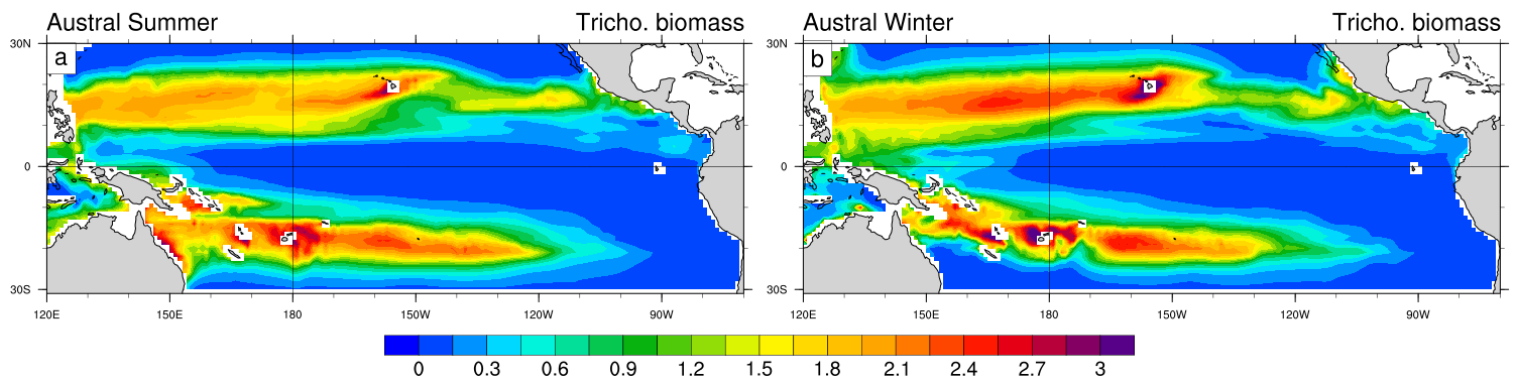 Austral Summer Tricho. biomass Austral Winter Tricho. biomass
30N a b
0 0
30S 30S
120E 150E 180 150W 120W 90W 120E 150E 180 150W 120W 90W
0 0.3 0.6 0.9 1.2 1.5 1.8 2.1 2.4 2.7 3